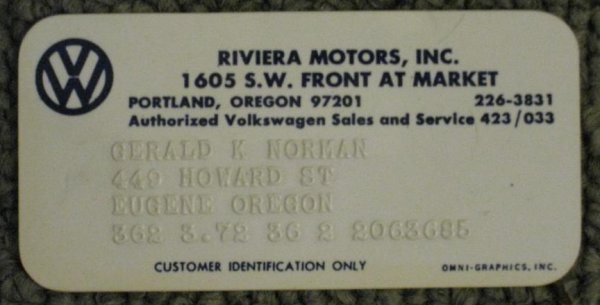 RIVIERA MOTORS, INC.
1605 S.W. FRONT AT MARKET
PORTLAND, OREGON 97201 226-3831
Authorized Volkswagen Sales and Service 423/033
GERALD K NORMAN
449 HOWARD ST
EUGENE OREGON
362 3.72 36 2 2063685
CUSTOMER IDENTIFICATION ONLY OMNI-GRAPHICS, INC.